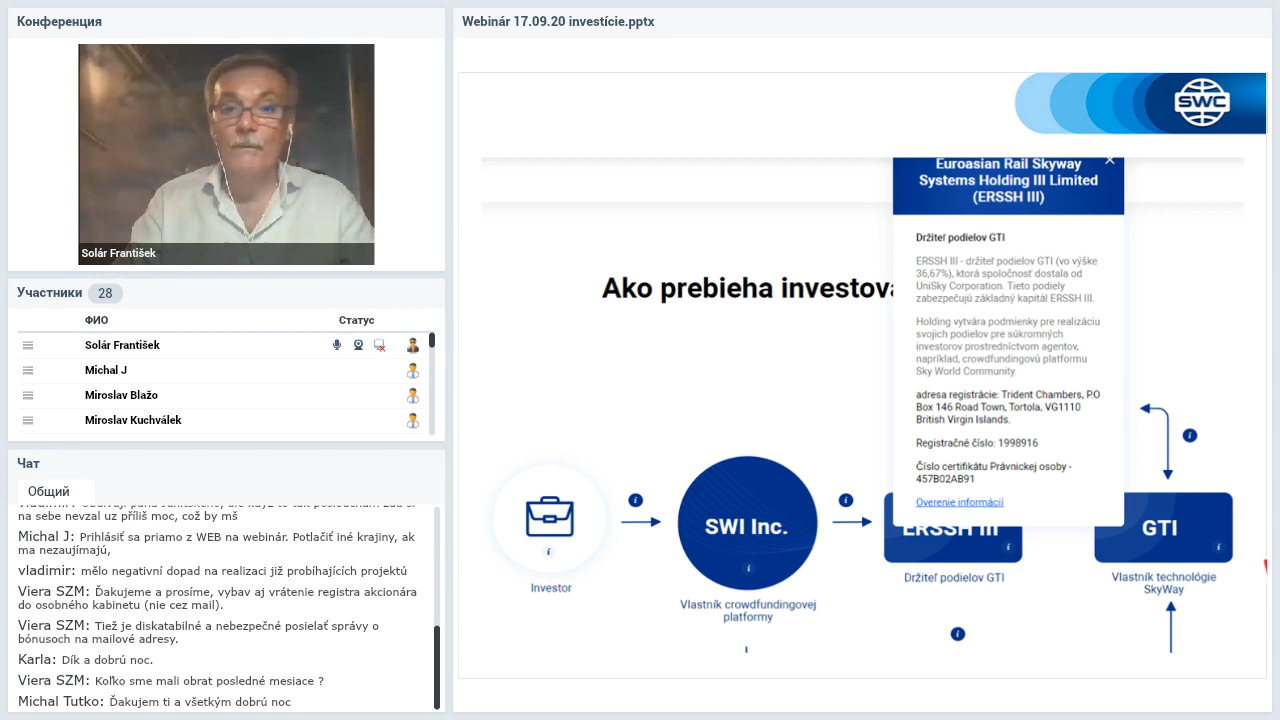 Конференция
Solár František
Участники 28
ФИО Статус
Solár František
Michal J
Miroslav Blažo
Miroslav Kuchválek
Чат
Общий
na sebe nevzal už příliš moc, což by mš
Michal J: Prihlásiť sa priamo z WEB na webinár. Potlačiť iné krajiny, ak
ma nezaujímajú,
vladimir: mělo negativní dopad na realizaci již probíhajících projektú
Viera SZM: Ďakujeme a prosíme, vybav aj vrátenie registra akcionára
do osobného kabinetu (nie cez mail).
Viera SZM: Tiež je diskatabilné a nebezpečné posielať správy o
bónusoch na mailové adresy.
Karla: Dík a dobrú noc.
Viera SZM: Koľko sme mali obrat posledné mesiace ?
Michal Tutko: Ďakujem ti a všetkým dobrú noc
Webinár 17.09.20 investície.pptx
SWC
Ako prebieha investova
Euroasian Rail Skyway
Systems Holding III Limited
(ERSSH III)
Držiteľ podielov GTI
ERSSH III - držiteľ podielov GTI (vo výške
36,67%), ktorá spoločnosť dostala od
UniSky Corporation. Tieto podiely
zabezpečujú základný kapitál ERSSH III.
Holding vytvára podmienky pre realizáciu
svojich podielov pre súkromných
investorov prostredníctvom agentov,
napríklad, crowdfundingovú platformu
Sky World Community.
adresa registrácie: Trident Chambers, P.O
Box 146 Road Town, Tortola, VG1110
British Virgin Islands.
Registračné číslo: 1998916
Číslo certifikátu Právnickej osoby -
457B02AB91
Overenie informácií
Investor
SWI Inc.
Vlastník crowdfundingovej
platformy
ERSSH III
Držiteľ podielov GTI
GTI
Vlastník technológie
SkyWay